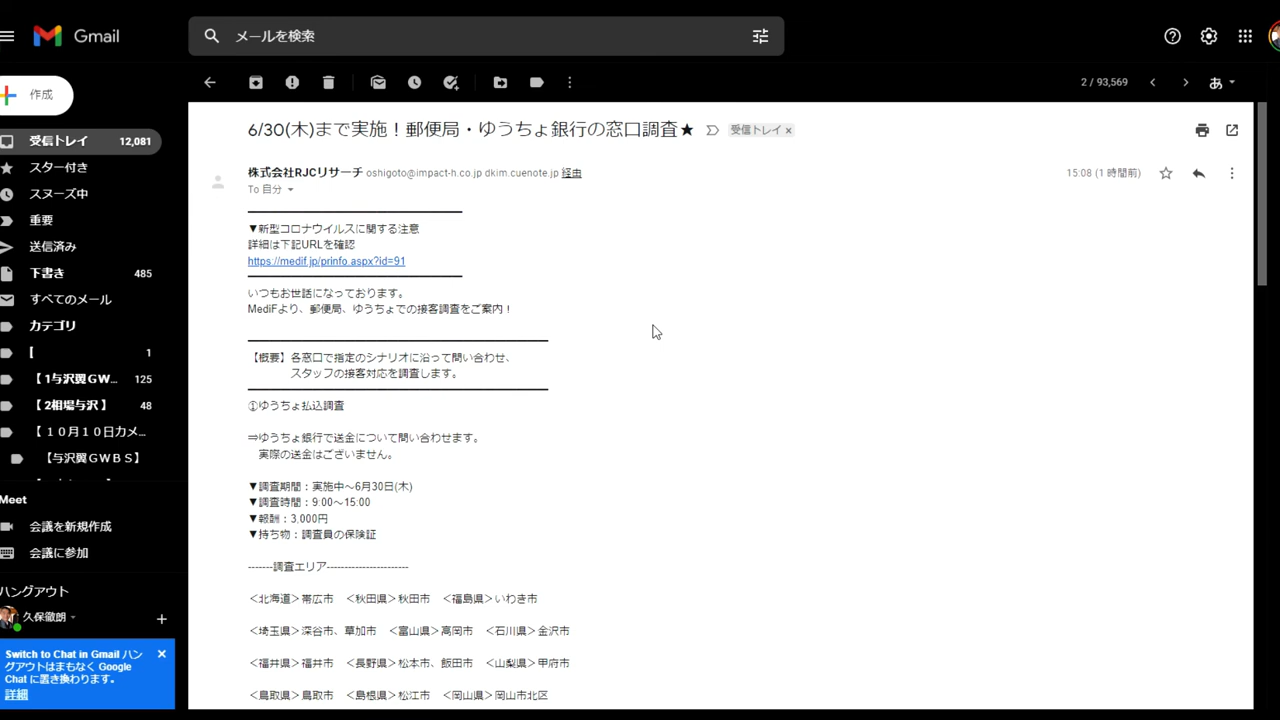 Gmail
メールを検索
作成
2 / 93,569
あ
受信トレイ 12,081
スター付き
スヌーズ中
重要
送信済み
下書き 485
すべてのメール
カテゴリ
[ 1
【1与沢翼ＧＷ... 125
【2相場与沢】 48
【１０月１０日カメ...
【与沢翼ＧＷＢＳ】
Meet
会議を新規作成
会議に参加
ハングアウト
久保徹朗
Switch to Chat in Gmail ハン
グアウトはまもなく Google
Chat に置き換わります。
詳細
6/30(木)まで実施！郵便局・ゆうちょ銀行の窓口調査★
受信トレイ ×
株式会社RJCリサーチ oshigoto@impact-h.co.jp dkim.cuenote.jp 経由
15:08 (1 時間前)
To 自分
▼新型コロナウイルスに関する注意
詳細は下記URLを確認
https://medif.jp/prinfo.aspx?id=91
いつもお世話になっております。
MediFより、郵便局、ゆうちょでの接客調査をご案内！
【概要】各窓口で指定のシナリオに沿って問い合わせ、
スタッフの接客対応を調査します。
①ゆうちょ払込調査
⇒ゆうちょ銀行で送金について問い合わせます。
実際の送金はございません。
▼調査期間：実施中～6月30日(木)
▼調査時間：9:00～15:00
▼報酬：3,000円
▼持ち物：調査員の保険証
-------調査エリア-----------------------
＜北海道＞帯広市　＜秋田県＞秋田市　＜福島県＞いわき市
＜埼玉県＞深谷市、草加市　＜富山県＞高岡市　＜石川県＞金沢市
＜福井県＞福井市　＜長野県＞松本市、飯田市　＜山梨県＞甲府市
＜鳥取県＞鳥取市　＜島根県＞松江市　＜岡山県＞岡山市北区